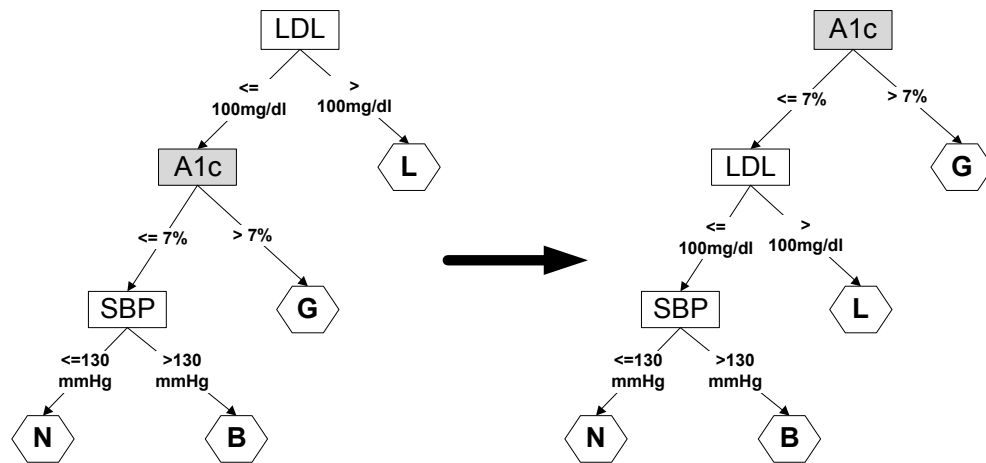 LDL
<=
100mg/dl
>
100mg/dl
A1c
L
<= 7%
> 7%
SBP
G
<=130
mmHg
>130
mmHg
N
B
A1c
<= 7%
> 7%
LDL
G
<=
100mg/dl
>
100mg/dl
SBP
L
<=130
mmHg
>130
mmHg
N
B